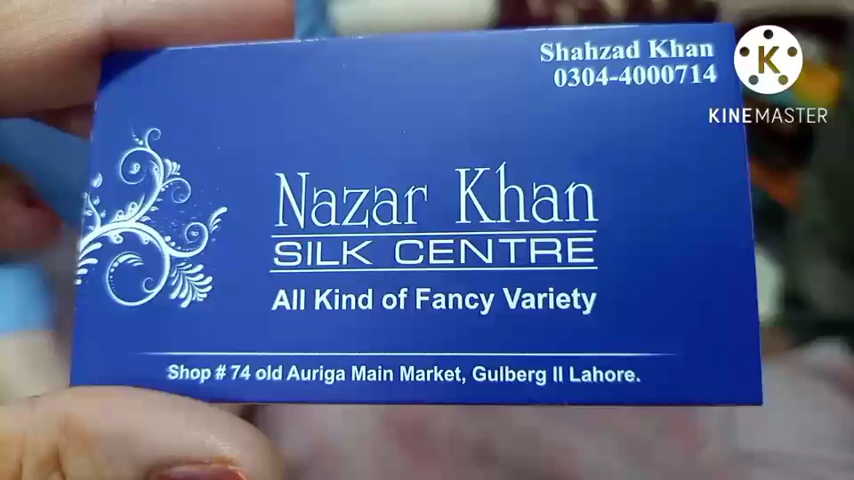 Shahzad Khan
0304-4000714
K
KINEMASTER
Nazar Khan
SILK CENTRE
All Kind of Fancy Variety
Shop # 74 old Auriga Main Market, Gulberg II Lahore.